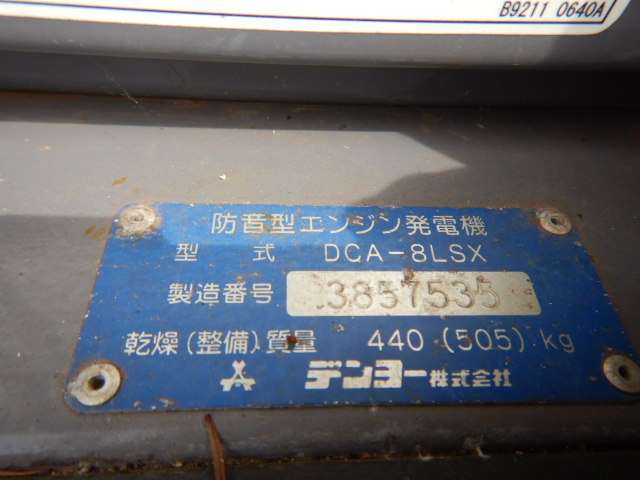 B9211 0640A
防音型エンジン発電機
型 式 DCA-8LSX
製造番号 3857535
乾燥(整備)質量 440 (505) kg
デンヨー株式会社